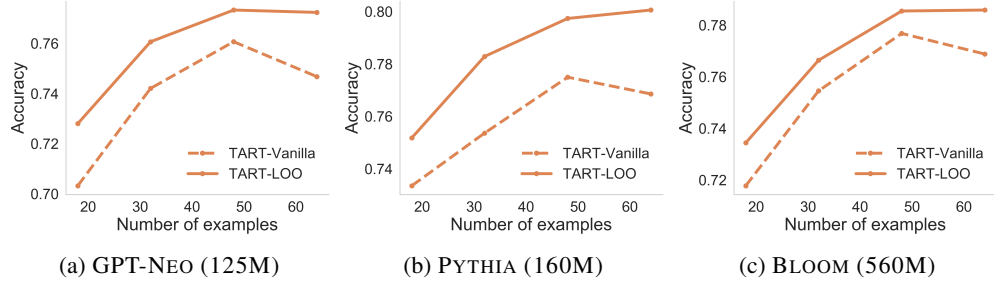 0.76
0.74
0.72
0.70
Accuracy
20 30 40 50 60
Number of examples
TART-Vanilla
TART-LOO
(a) GPT-NEO (125M)
0.80
0.78
0.76
0.74
Accuracy
20 30 40 50 60
Number of examples
TART-Vanilla
TART-LOO
(b) PYTHIA (160M)
0.78
0.76
0.74
0.72
Accuracy
20 30 40 50 60
Number of examples
TART-Vanilla
TART-LOO
(c) BLOOM (560M)